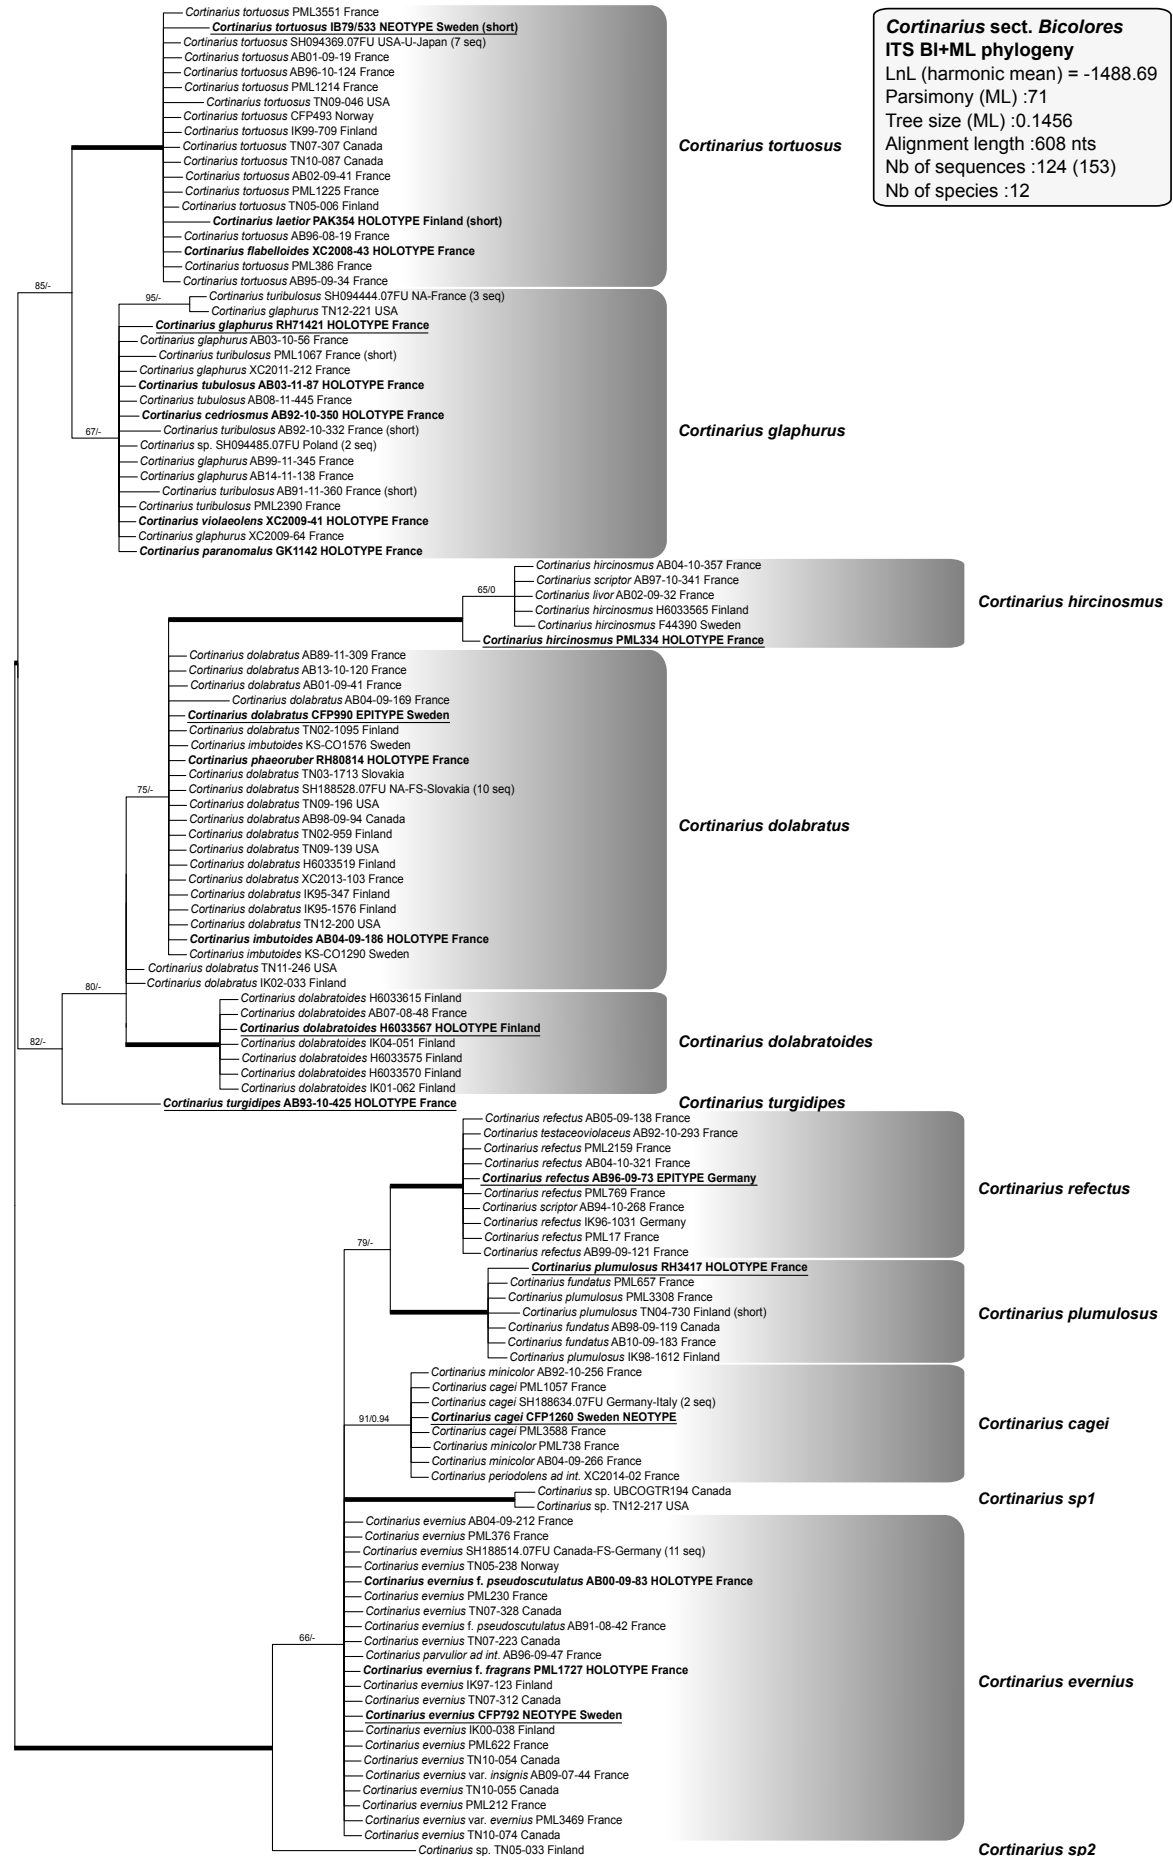 Cortinarius sect. Bicolores
ITS BI+ML phylogeny
LnL (harmonic mean) = -1488.69
Parsimony (ML) :71
Tree size (ML) :0.1456
Alignment length :608 nts
Nb of sequences :124 (153)
Nb of species :12
Cortinarius tortuosus PML3551 France
Cortinarius tortuosus IB79/533 NEOTYPE Sweden (short)
Cortinarius tortuosus SH094369.07FU USA-U-Japan (7 seq)
Cortinarius tortuosus AB01-09-19 France
Cortinarius tortuosus AB96-10-124 France
Cortinarius tortuosus PML1214 France
Cortinarius tortuosus TN09-046 USA
Cortinarius tortuosus CFP493 Norway
Cortinarius tortuosus IK99-709 Finland
Cortinarius tortuosus TN07-307 Canada
Cortinarius tortuosus
Cortinarius tortuosus TN10-087 Canada
Cortinarius tortuosus AB02-09-41 France
Cortinarius tortuosus PML1225 France
Cortinarius tortuosus TN05-006 Finland
Cortinarius laetior PAK354 HOLOTYPE Finland (short)
Cortinarius tortuosus AB96-08-19 France
Cortinarius flabelloides XC2008-43 HOLOTYPE France
Cortinarius tortuosus PML386 France
Cortinarius tortuosus AB95-09-34 France
85/-
95/-
Cortinarius turibulosus SH094444.07FU NA-France (3 seq)
Cortinarius glaphurus TN12-221 USA
Cortinarius glaphurus RH71421 HOLOTYPE France
Cortinarius glaphurus AB03-10-56 France
Cortinarius turibulosus PML1067 France (short)
Cortinarius glaphurus XC2011-212 France
Cortinarius tubulosus AB03-11-87 HOLOTYPE France
Cortinarius tubulosus AB08-11-445 France
Cortinarius cedriosmus AB92-10-350 HOLOTYPE France
67/-
Cortinarius turibulosus AB92-10-332 France (short)
Cortinarius glaphurus
Cortinarius sp. SH094485.07FU Poland (2 seq)
Cortinarius glaphurus AB99-11-345 France
Cortinarius glaphurus AB14-11-138 France
Cortinarius turibulosus AB91-11-360 France (short)
Cortinarius turibulosus PML2390 France
Cortinarius violaeolens XC2009-41 HOLOTYPE France
Cortinarius glaphurus XC2009-64 France
Cortinarius paranomalus GK1142 HOLOTYPE France
Cortinarius hircinosmus AB04-10-357 France
Cortinarius scriptor AB97-10-341 France
65/0
Cortinarius livor AB02-09-32 France
Cortinarius hircinosmus
Cortinarius hircinosmus H6033565 Finland
Cortinarius hircinosmus F44390 Sweden
Cortinarius hircinosmus PML334 HOLOTYPE France
Cortinarius dolabratus AB89-11-309 France
Cortinarius dolabratus AB13-10-120 France
Cortinarius dolabratus AB01-09-41 France
Cortinarius dolabratus AB04-09-169 France
Cortinarius dolabratus CFP990 EPITYPE Sweden
Cortinarius dolabratus TN02-1095 Finland
Cortinarius imbutoides KS-CO1576 Sweden
Cortinarius phaeoruber RH80814 HOLOTYPE France
Cortinarius dolabratus TN03-1713 Slovakia
75/-
Cortinarius dolabratus SH188528.07FU NA-FS-Slovakia (10 seq)
Cortinarius dolabratus TN09-196 USA
Cortinarius dolabratus AB98-09-94 Canada
Cortinarius dolabratus
Cortinarius dolabratus TN02-959 Finland
Cortinarius dolabratus TN09-139 USA
Cortinarius dolabratus H6033519 Finland
Cortinarius dolabratus XC2013-103 France
Cortinarius dolabratus IK95-347 Finland
Cortinarius dolabratus IK95-1576 Finland
Cortinarius dolabratus TN12-200 USA
Cortinarius imbutoides AB04-09-186 HOLOTYPE France
Cortinarius imbutoides KS-CO1290 Sweden
Cortinarius dolabratus TN11-246 USA
Cortinarius dolabratus IK02-033 Finland
80/-
Cortinarius dolabratoides H6033615 Finland
Cortinarius dolabratoides AB07-08-48 France
Cortinarius dolabratoides H6033567 HOLOTYPE Finland
82/-
Cortinarius dolabratoides IK04-051 Finland
Cortinarius dolabratoides
Cortinarius dolabratoides H6033575 Finland
Cortinarius dolabratoides H6033570 Finland
Cortinarius dolabratoides IK01-062 Finland
Cortinarius turgidipes AB93-10-425 HOLOTYPE France
Cortinarius turgidipes
Cortinarius refectus AB05-09-138 France
Cortinarius testaceoviolaceus AB92-10-293 France
Cortinarius refectus PML2159 France
Cortinarius refectus AB04-10-321 France
Cortinarius refectus AB96-09-73 EPITYPE Germany
Cortinarius refectus
Cortinarius refectus PML769 France
Cortinarius scriptor AB94-10-268 France
Cortinarius refectus IK96-1031 Germany
Cortinarius refectus PML17 France
79/-
Cortinarius refectus AB99-09-121 France
Cortinarius plumulosus RH3417 HOLOTYPE France
Cortinarius fundatus PML657 France
Cortinarius plumulosus PML3308 France
Cortinarius plumulosus TN04-730 Finland (short)
Cortinarius plumulosus
Cortinarius fundatus AB98-09-119 Canada
Cortinarius fundatus AB10-09-183 France
Cortinarius plumulosus IK98-1612 Finland
Cortinarius minicolor AB92-10-256 France
Cortinarius cagei PML1057 France
Cortinarius cagei SH188634.07FU Germany-Italy (2 seq)
91/0.94
Cortinarius cagei CFP1260 Sweden NEOTYPE
Cortinarius cagei
Cortinarius cagei PML3588 France
Cortinarius minicolor PML738 France
Cortinarius minicolor AB04-09-266 France
Cortinarius periodolens ad int. XC2014-02 France
Cortinarius sp. UBCOGTR194 Canada
Cortinarius sp1
Cortinarius sp. TN12-217 USA
Cortinarius evernius AB04-09-212 France
Cortinarius evernius PML376 France
Cortinarius evernius SH188514.07FU Canada-FS-Germany (11 seq)
Cortinarius evernius TN05-238 Norway
Cortinarius evernius f. pseudoscutulatus AB00-09-83 HOLOTYPE France
Cortinarius evernius PML230 France
Cortinarius evernius TN07-328 Canada
Cortinarius evernius f. pseudoscutulatus AB91-08-42 France
66/-
Cortinarius evernius TN07-223 Canada
Cortinarius parvulior ad int. AB96-09-47 France
Cortinarius evernius f. fragrans PML1727 HOLOTYPE France
Cortinarius evernius
Cortinarius evernius IK97-123 Finland
Cortinarius evernius TN07-312 Canada
Cortinarius evernius CFP792 NEOTYPE Sweden
Cortinarius evernius IK00-038 Finland
Cortinarius evernius PML622 France
Cortinarius evernius TN10-054 Canada
Cortinarius evernius var. insignis AB09-07-44 France
Cortinarius evernius TN10-055 Canada
Cortinarius evernius PML212 France
Cortinarius evernius var. evernius PML3469 France
Cortinarius evernius TN10-074 Canada
Cortinarius sp. TN05-033 Finland
Cortinarius sp2